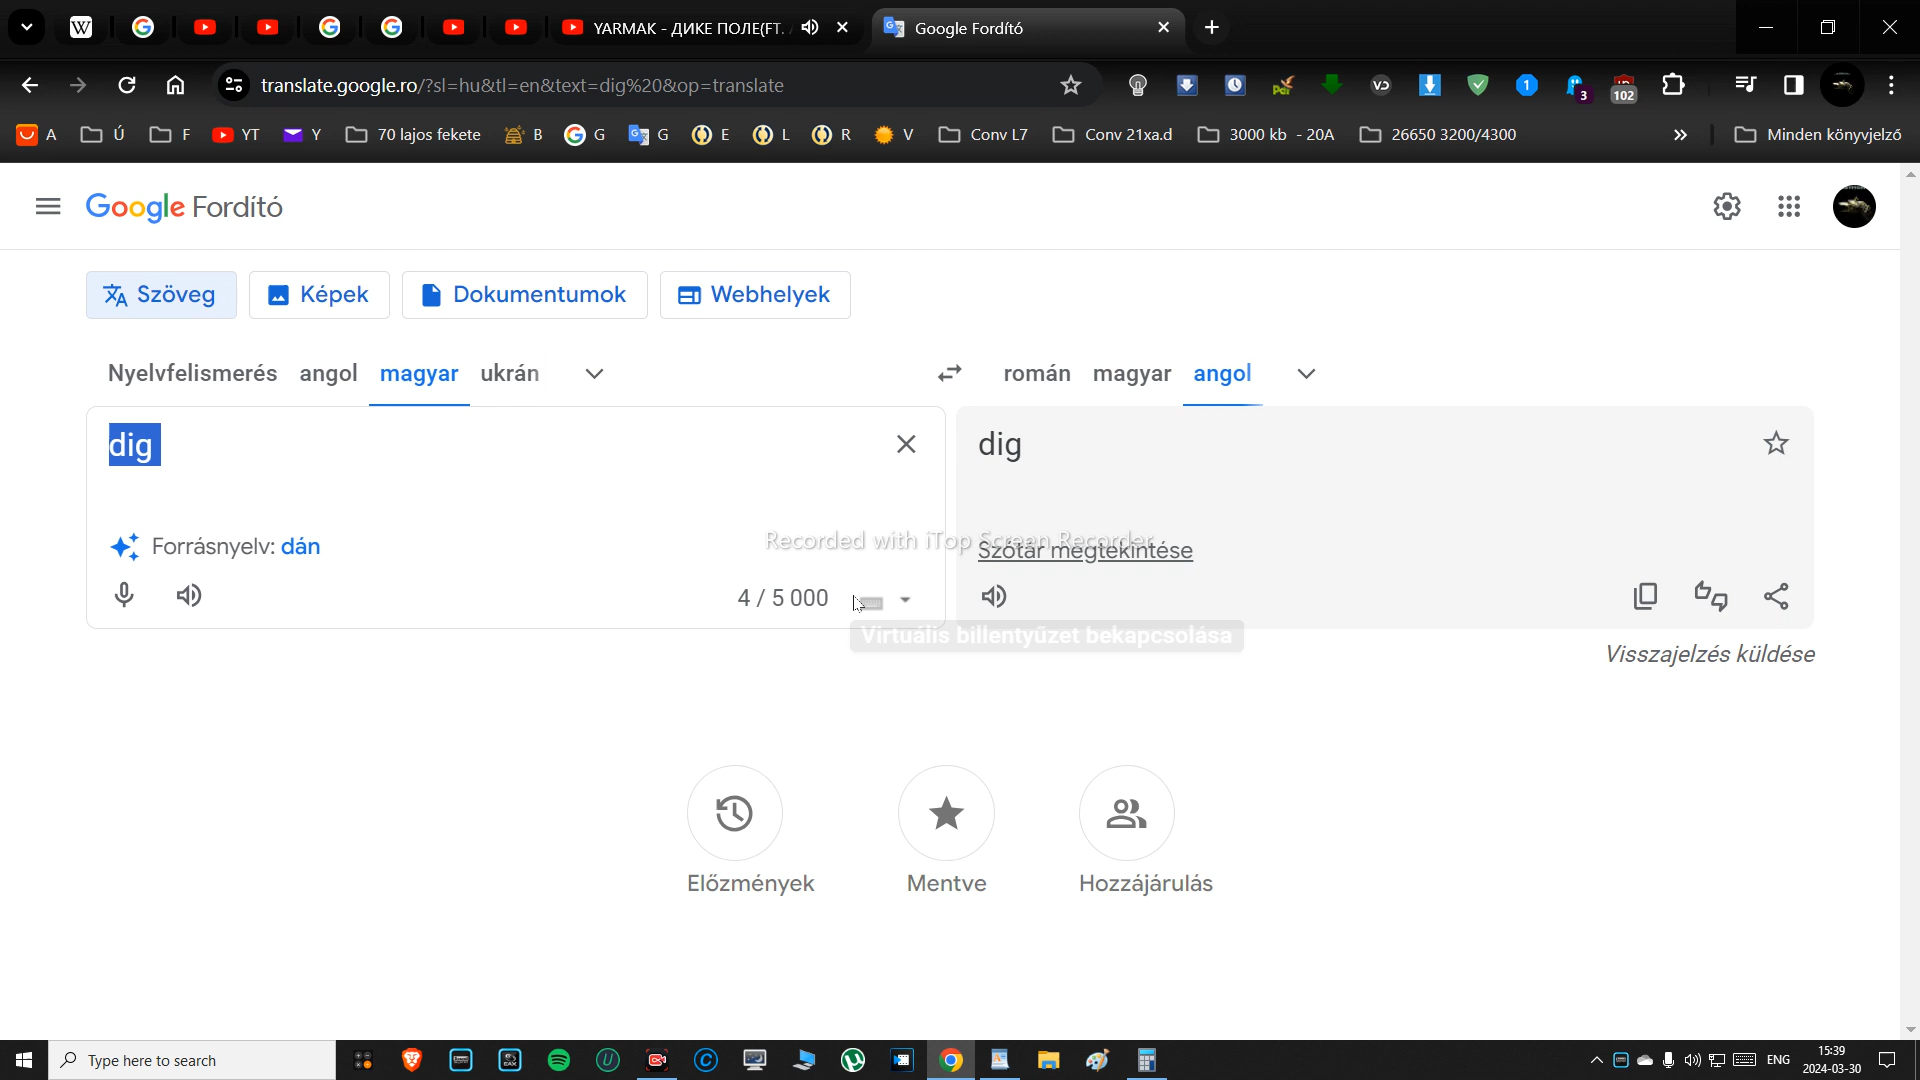 YARMAK - ДИКЕ ПОЛЕ(FT.
Google Fordító
translate.google.ro/?sl=hu&tl=en&text=dig%20&op=translate
3
102
A
Ú
F
YT
Y
70 lajos fekete
B
G
G
E
L
R
V
Conv L7
Conv 21xa.d
3000 kb - 20A
26650 3200/4300
Minden könyvjelző
Google Fordító
Szöveg
Képek
Dokumentumok
Webhelyek
Nyelvfelismerés
angol
magyar
ukrán
román
magyar
angol
dig
dig
Forrásnyelv: dán
Recorded with iTop Screen Recorder
Szótár megtekintése
4 / 5 000
Virtuális billentyűzet bekapcsolása
Visszajelzés küldése
Előzmények
Mentve
Hozzájárulás
Type here to search
ENG
15:39
2024-03-30